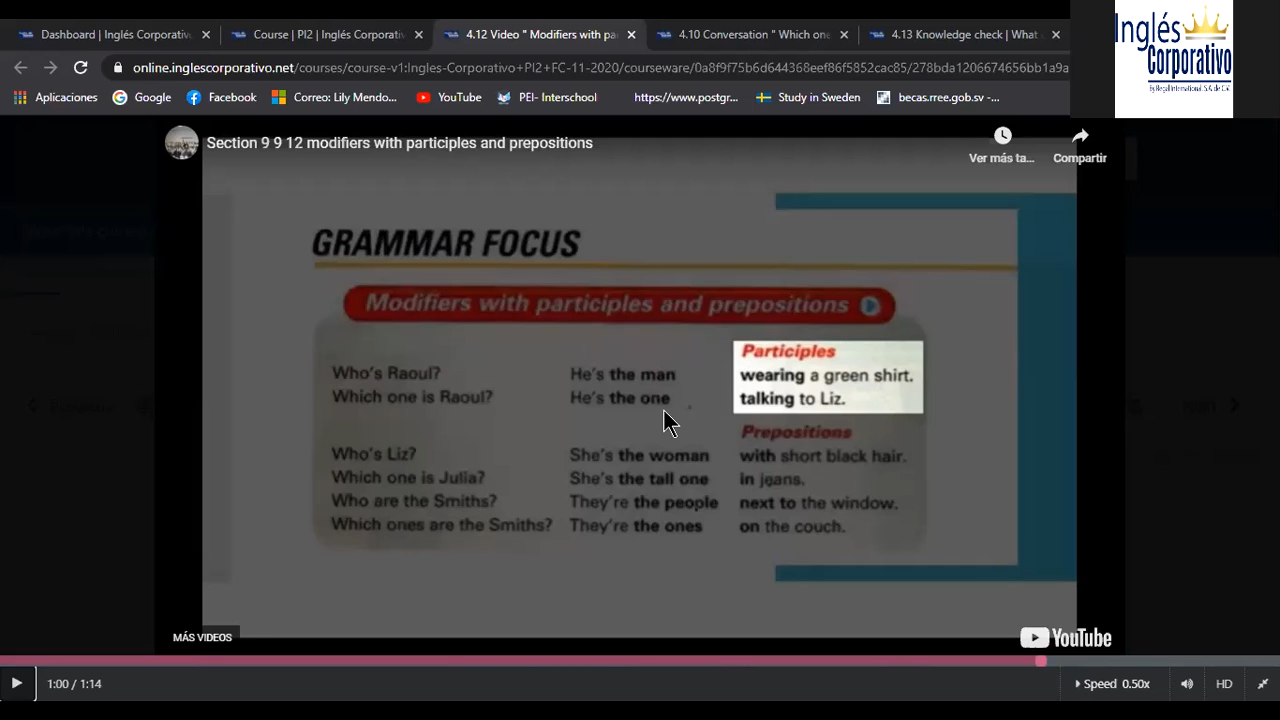 Dashboard | Inglés Corporativ
Course | PI2 | Inglés Corporativ
4.12 Video " Modifiers with pa
4.10 Conversation " Which one
4.13 Knowledge check | What
Inglés
Corporativo
By Regal International, S.A. de C.V.
online.inglescorporativo.net/courses/course-v1:Ingles-Corporativo+PI2+FC-11-2020/courseware/0a8f9f75b6d644368eef86f5852cac85/278bda1206674656bb1a9a
Aplicaciones
Google
Facebook
Correo: Lily Mendo...
YouTube
PEI- Interschool
https://www.postgr...
Study in Sweden
becas.rree.gob.sv -...
Section 9 9 12 modifiers with participles and prepositions
Ver más ta...
Compartir
GRAMMAR FOCUS
Modifiers with participles and prepositions
Participles
Who's Raoul? He's the man wearing a green shirt.
Which one is Raoul? He's the one talking to Liz.
Prepositions
Who's Liz? She's the woman with short black hair.
Which one is Julia? She's the tall one in jeans.
Who are the Smiths? They're the people next to the window.
Which ones are the Smiths? They're the ones on the couch.
MÁS VIDEOS
YouTube
1:00 / 1:14
Speed 0.50x
HD